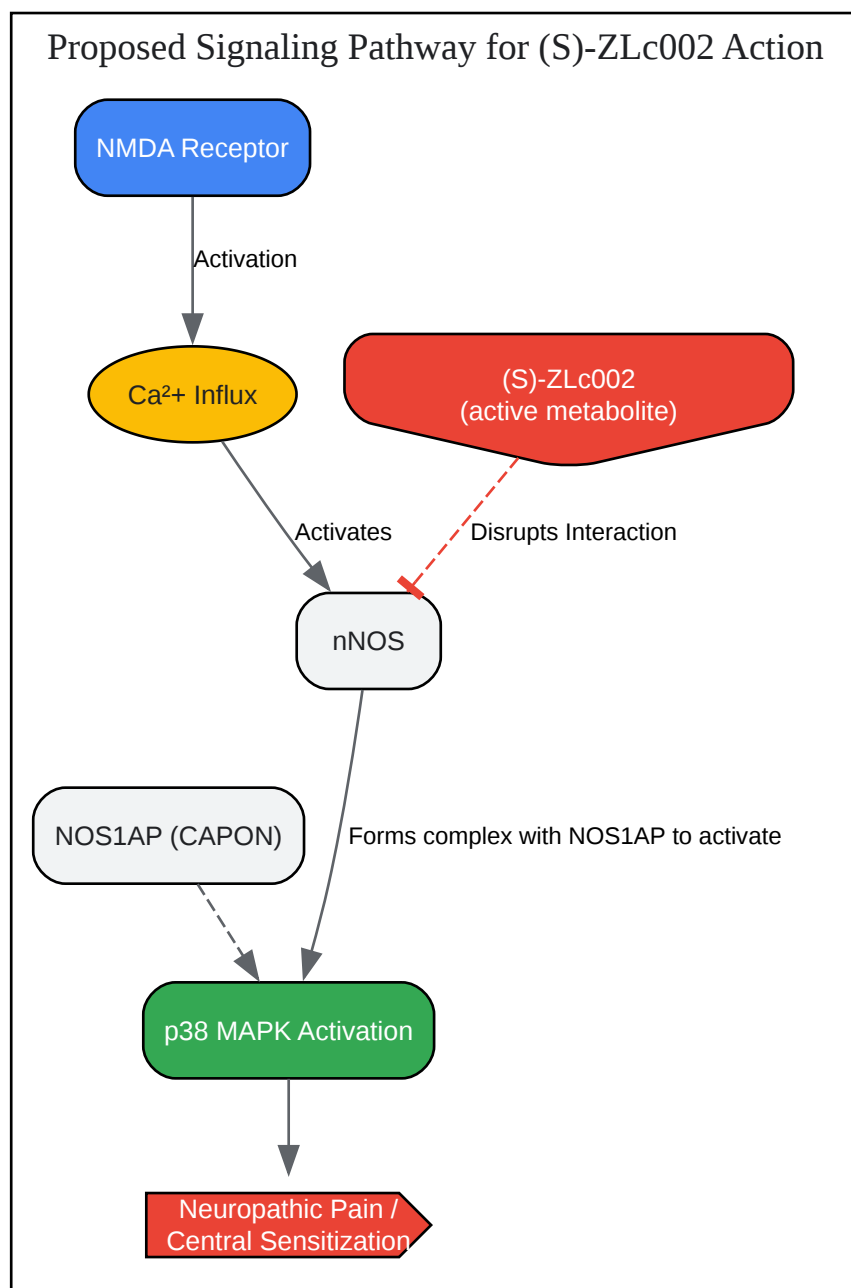 Proposed Signaling Pathway for (S)-ZLc002 Action
NMDA Receptor
Activation
Ca²+ Influx
(S)-ZLc002
(active metabolite)
Activates
Disrupts Interaction
nNOS
NOS1AP (CAPON)
Forms complex with NOS1AP to activate
p38 MAPK Activation
Neuropathic Pain /
Central Sensitization